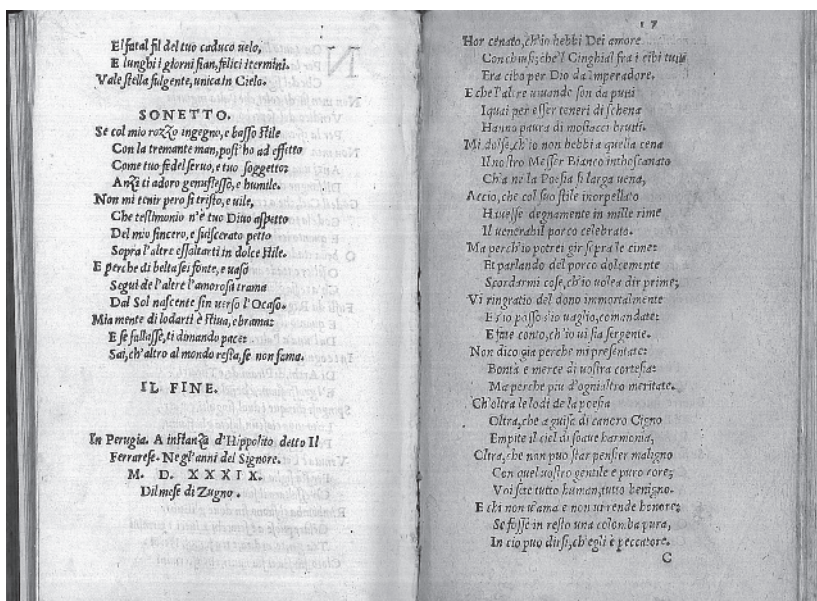 El fatal fil del tuo caduco uelo,
E lunghi i giorni sian, felici i termini.
Vale stella fulgente, unica in Cielo.
SONETTO.
Se col mio rozzo ingegno, e basso stile
Con la tremante man, posi' ho ad effetto
Come tuo fedel seruo, e tuo soggetto:
Anzi ti adoro genuflesso, e humile.
Non mi tenir pero si tristo, e uile,
Che testimonio n'è tuo Diuo aspetto
Del mio sincero, e suiscerato petto
Sopra l'altre essaltarti in dolce stile.
E perche di belta sei fonte, e uaso
Segui de l'altere l'amorosa trama
Dal Sol nascente fin uerso l'Ocaso.
Mia mente di lodarti è stiua, e brama:
E se fallasse, ti dimando pace:
Sai, ch'altro al mondo resta, se non fama.
IL FINE.
In Perugia. A instanza d'Hippolito detto Il
Ferrarese. Negl'anni del Signore.
M. D. XXXIX.
Dil mese di Zugno.
17
Hor cenato, ch'io hebbi Dei amore
Conchiusi; che'l Cinghial fra i cibi tutti
Era cibo per Dio da Imperadore.
E che l'altre uiuande son da putti
I quai per esser teneri di schena
Hanno paura di mostacci brutti.
Mi dolse, ch'io non hebbi a quella cena
Il nostro Messer Bianco inthoscanato
Ch'a ne la Poesia si larga uena,
Accio, che col suo stile inorpellato
Hauesse degnamente in mille rime
Il uenerabil porco celebrato.
Ma perch'io potrei gir sopra le cime:
Et parlando del porco dolcemente
Scordarmi cose, ch'io uolea dir prime;
Vi ringratio del dono immortalmente
E s'io posso s'io uaglio, comandate:
E fate conto, ch'io ui sia sergente.
Non dico gia perche mi presentate:
Bontà e merce di uostra cortesia:
Ma perche piu d'ogni altro meritate.
Ch'oltra le lodi de la poesia
Oltra, che a guisa di canoro Cigno
Empite il ciel di soaue harmonia,
Oltra, che non puo star pensier maligno
Con quel uostro gentile e puro core;
Voi sete tutto human, tutto benigno.
E chi non u'ama e non ui rende honore;
Se fosse in resto una colomba pura,
In cio puo dirsi, ch'egli è peccatore.
C